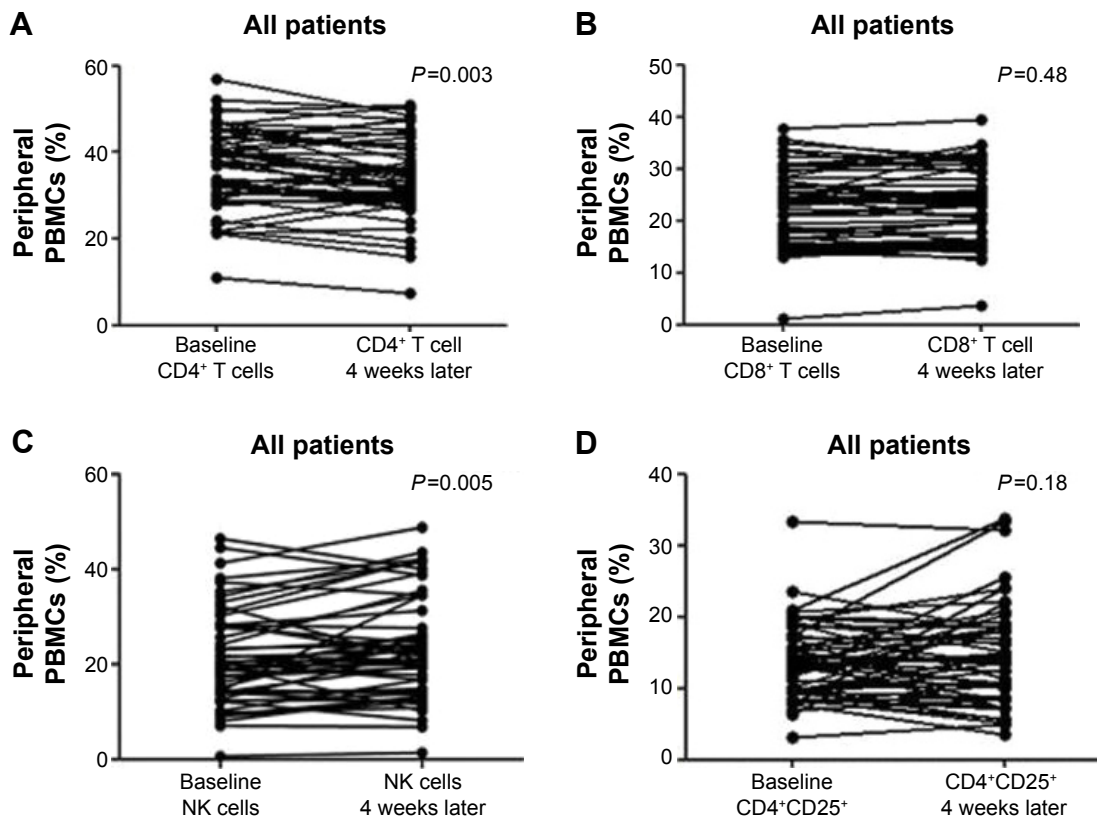 A
All patients
P=0.003
Peripheral
PBMCs (%)
60
40
20
0
Baseline
CD4⁺ T cells
CD4⁺ T cell
4 weeks later
B
All patients
P=0.48
Peripheral
PBMCs (%)
50
40
30
20
10
0
Baseline
CD8⁺ T cells
CD8⁺ T cell
4 weeks later
C
All patients
P=0.005
Peripheral
PBMCs (%)
60
40
20
0
Baseline
NK cells
NK cells
4 weeks later
D
All patients
P=0.18
Peripheral
PBMCs (%)
40
30
20
10
0
Baseline
CD4⁺CD25⁺
CD4⁺CD25⁺
4 weeks later